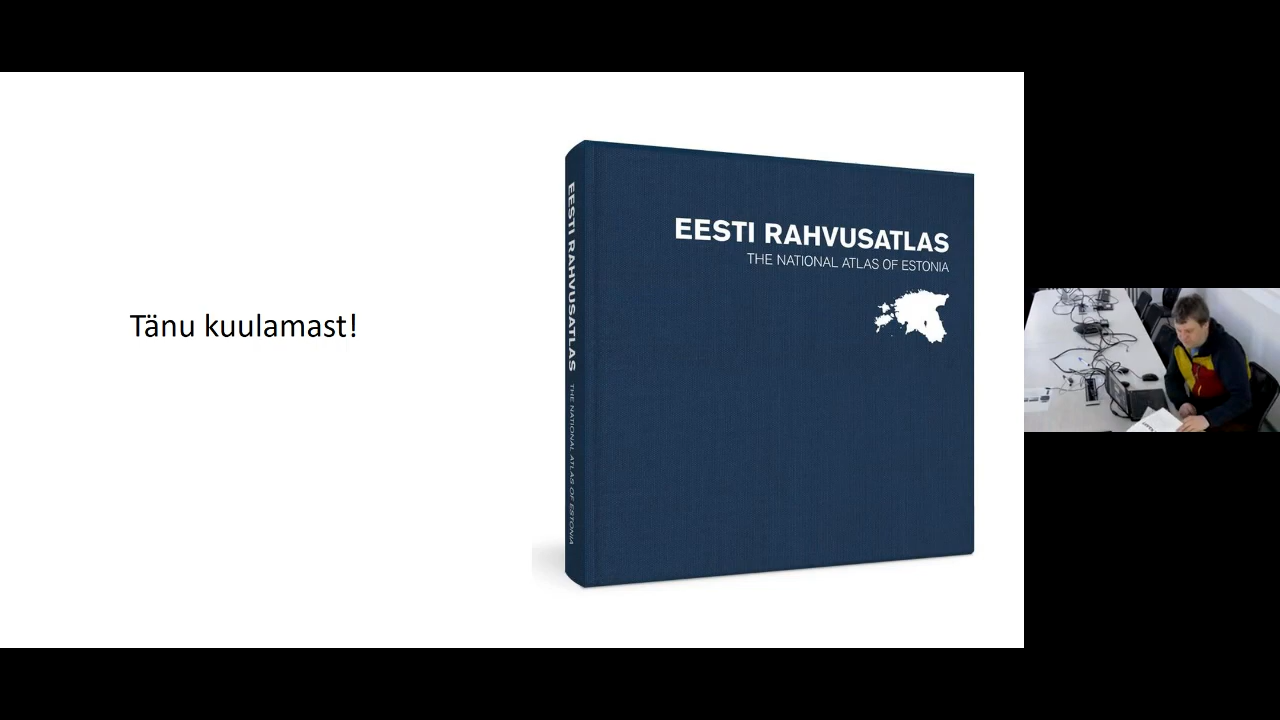 Tänu kuulamast!
EESTI RAHVUSATLAS
THE NATIONAL ATLAS OF ESTONIA
EESTI RAHVUSATLAS
THE NATIONAL ATLAS OF ESTONIA